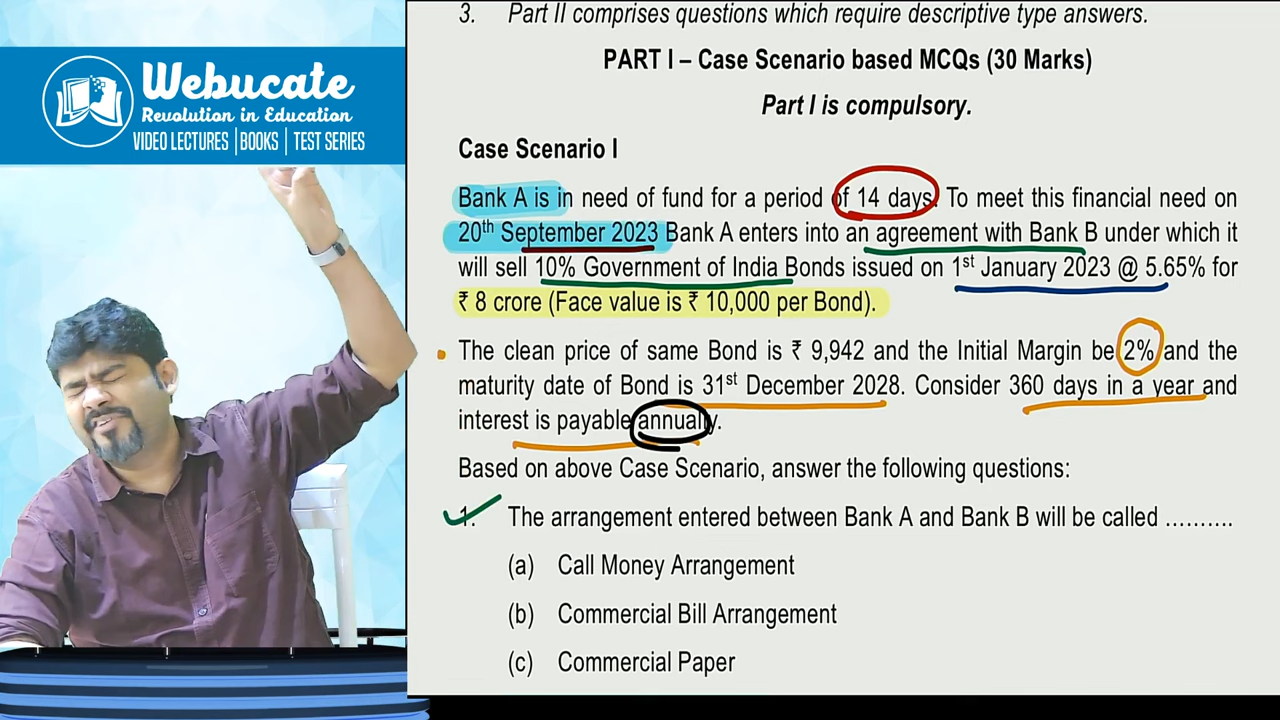 3. Part II comprises questions which require descriptive type answers.
Webucate
Revolution in Education
VIDEO LECTURES | BOOKS | TEST SERIES
PART I – Case Scenario based MCQs (30 Marks)
Part I is compulsory.
Case Scenario I
Bank A is in need of fund for a period of 14 days. To meet this financial need on
20th September 2023 Bank A enters into an agreement with Bank B under which it
will sell 10% Government of India Bonds issued on 1st January 2023 @ 5.65% for
₹ 8 crore (Face value is ₹ 10,000 per Bond).
The clean price of same Bond is ₹ 9,942 and the Initial Margin be 2% and the
maturity date of Bond is 31st December 2028. Consider 360 days in a year and
interest is payable annually.
Based on above Case Scenario, answer the following questions:
1. The arrangement entered between Bank A and Bank B will be called ……….
(a) Call Money Arrangement
(b) Commercial Bill Arrangement
(c) Commercial Paper